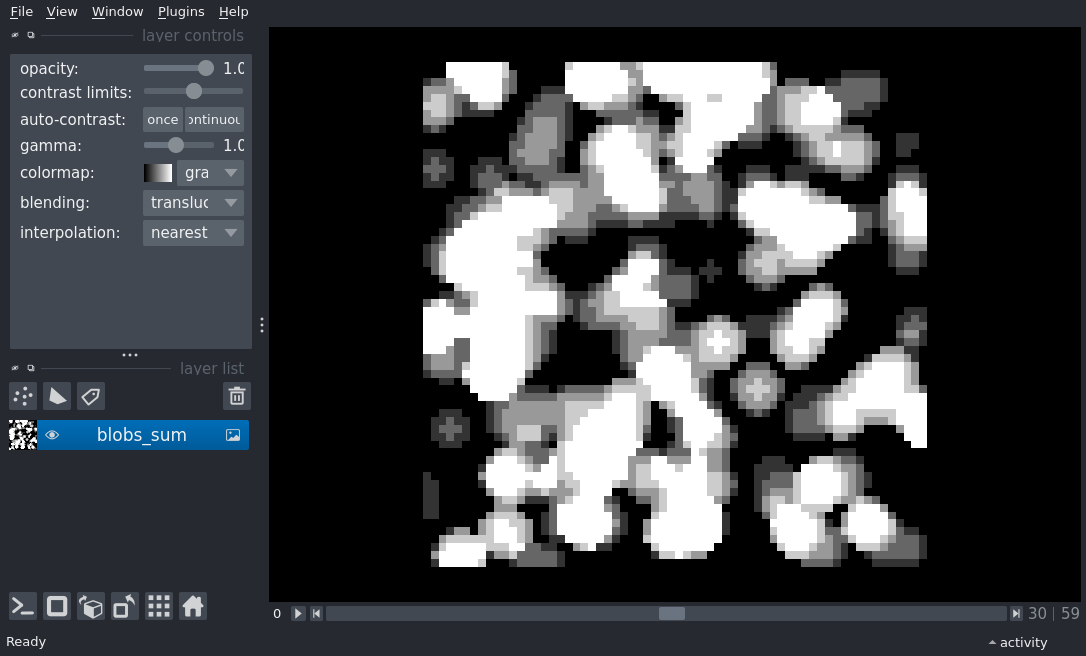 File View Window Plugins Help
layer controls
opacity: 1.0
contrast limits:
auto-contrast: once ontinuou
gamma: 1.0
colormap: gra
blending: transluc
interpolation: nearest
layer list
blobs_sum
0 30 | 59
Ready activity